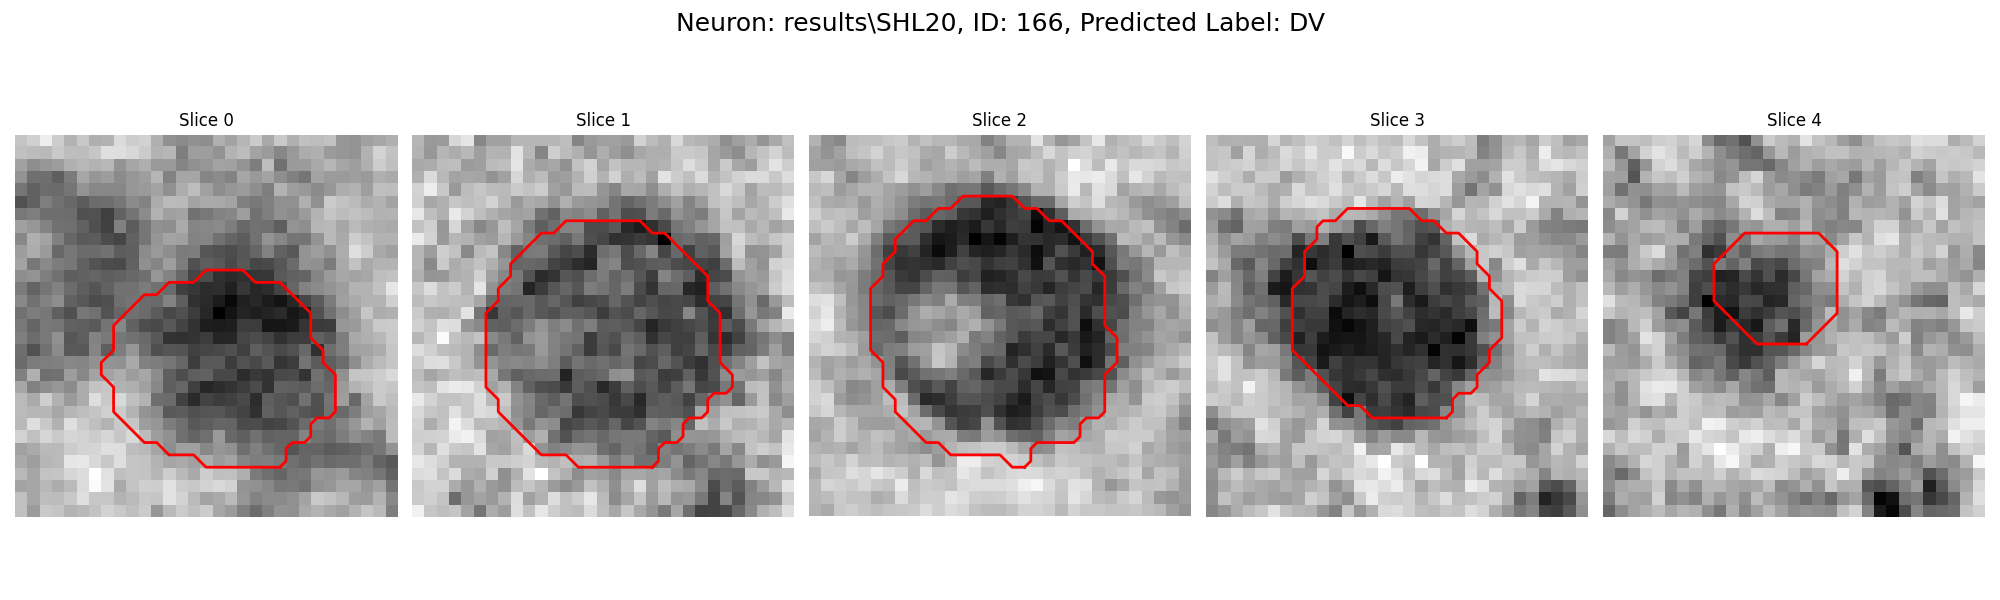 Neuron: results\SHL20, ID: 166, Predicted Label: DV
Slice 0
Slice 1
Slice 2
Slice 3
Slice 4